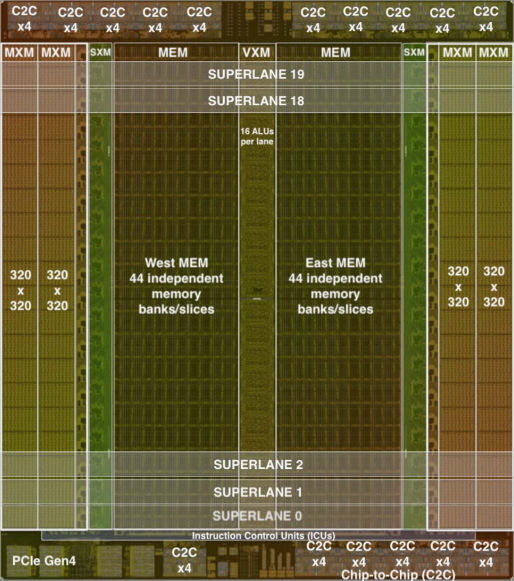 C2C C2C C2C C2C C2C C2C C2C C2C C2C C2C
x4 x4 x4 x4 x4 x4 x4 x4 x4 x4
MXM MXM SXM MEM VXM MEM SXM MXM MXM
SUPERLANE 19
SUPERLANE 18
16 ALUs
per lane
West MEM
44 independent
memory
banks/slices
East MEM
44 independent
memory
banks/slices
320
x
320
320
x
320
320
x
320
320
x
320
SUPERLANE 2
SUPERLANE 1
SUPERLANE 0
Instruction Control Units (ICUs)
PCIe Gen4
C2C C2C C2C C2C C2C C2C
x4 x4 x4 x4 x4 x4
Chip-to-Chip (C2C)